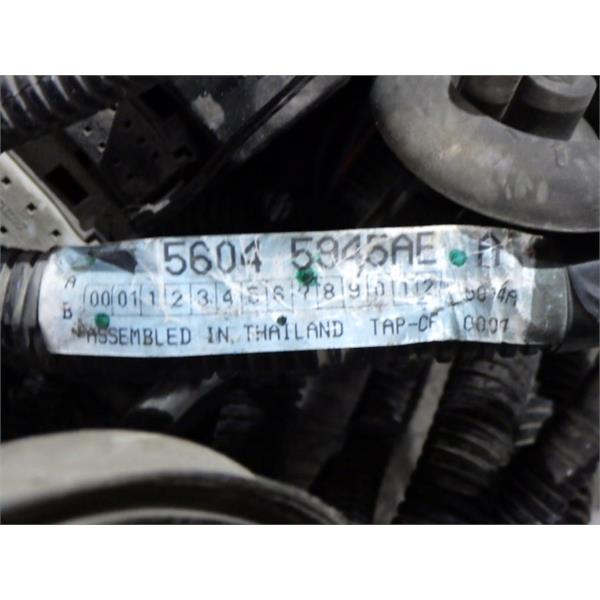 5604 5945AE
A
B 00 01 1 2 3 4 5 6 7 8 9 0 1 12 5014A
ASSEMBLED IN THAILAND TAP-CF 0007